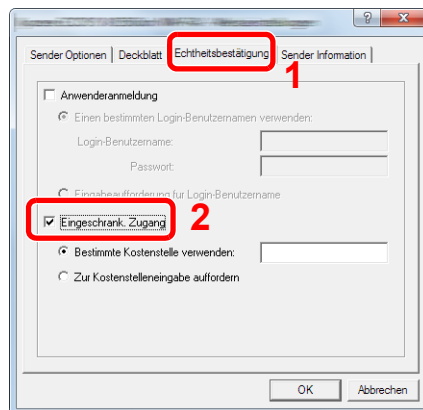 Sender Optionen Deckblatt Echtheitsbestätigung Sender Information
1
Anwenderanmeldung
Einen bestimmten Login-Benutzernamen verwenden:
Login-Benutzername:
Passwort:
Eingabeaufforderung für Login-Benutzername
Eingeschrank. Zugang 2
Bestimmte Kostenstelle verwenden:
Zur Kostenstelleneingabe auffordern
OK Abbrechen